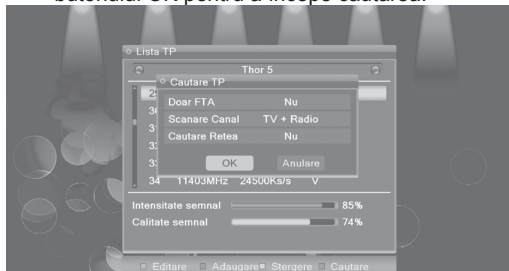 butonului OK pentru a începe căutarea.
Lista TP
Thor 5
Cautare TP
Doar FTA Nu
Scanare Canal TV + Radio
Cautare Retea Nu
OK Anulare
34 11403MHz 24500Ks/s V
Intensitate semnal 85%
Calitate semnal 74%
Editare Adaugare Stergere Cautare